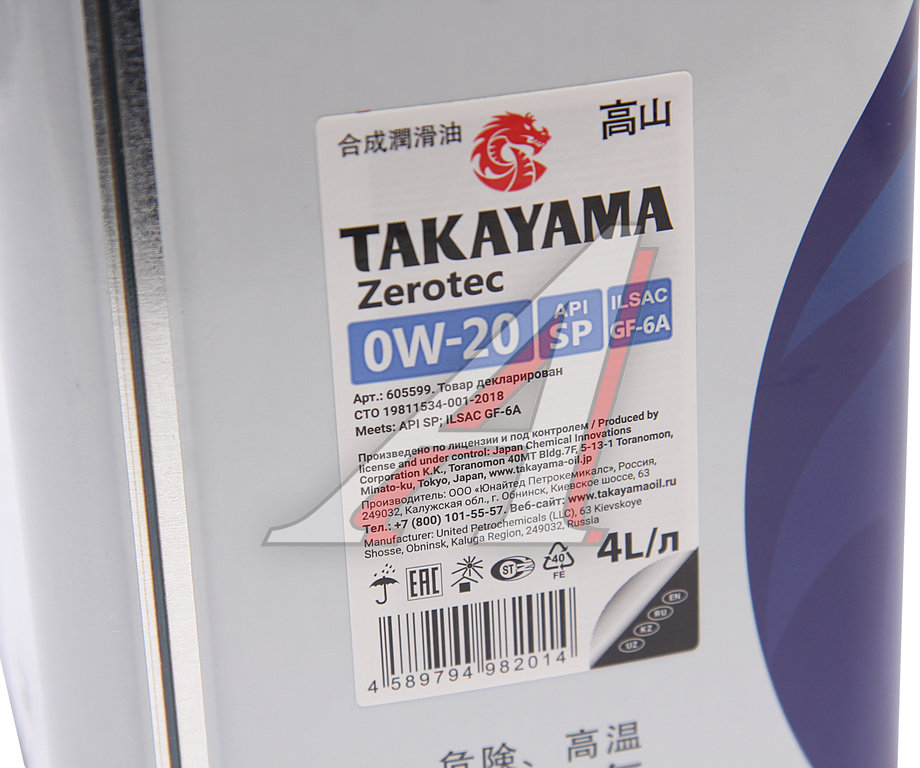 合成潤滑油
高山
TAKAYAMA
Zerotec
0W-20
API
SP
ILSAC
GF-6A
Арт.: 605599. Товар декларирован
СТО 19811534-001-2018
Meets: API SP; ILSAC GF-6A
Произведено по лицензии и под контролем / Produced by
license and under control: Japan Chemical Innovations
Corporation K.K., Toranomon 40MT Bldg.7F, 5-13-1 Toranomon,
Minato-ku, Tokyo, Japan, www.takayama-oil.jp
Производитель: ООО «Юнайтед Петрокемикалс», Россия,
249032, Калужская обл., г. Обнинск, Киевское шоссе, 63
Тел.: +7 (800) 101-55-57. Веб-сайт: www.takayamaoil.ru
Manufacturer: United Petrochemicals (LLC), 63 Kievskoye
Shosse, Obninsk, Kaluga Region, 249032, Russia
4L/л
EAC
ST
40
FE
EN
RU
KZ
UZ
4 589794 982014
危険、高温